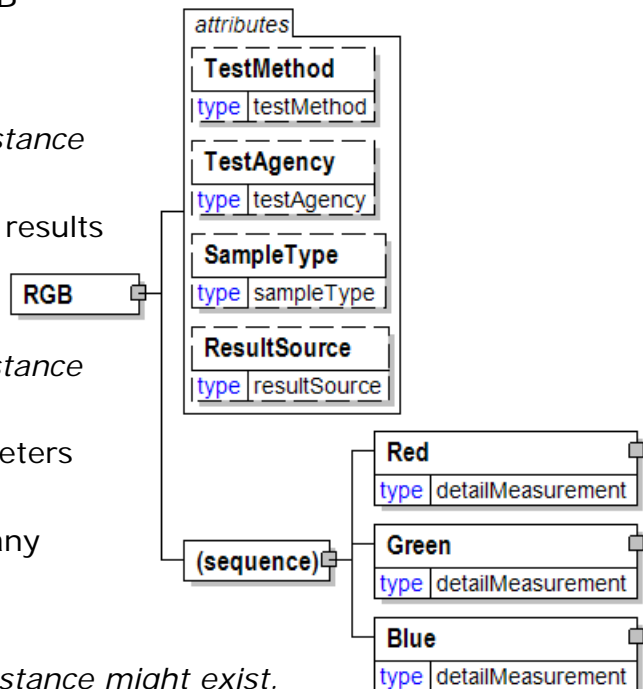 B
stance
results
stance
eters
any
stance might exist.
RGB
attributes
TestMethod
type testMethod
TestAgency
type testAgency
SampleType
type sampleType
ResultSource
type resultSource
(sequence)
Red
type detailMeasurement
Green
type detailMeasurement
Blue
type detailMeasurement